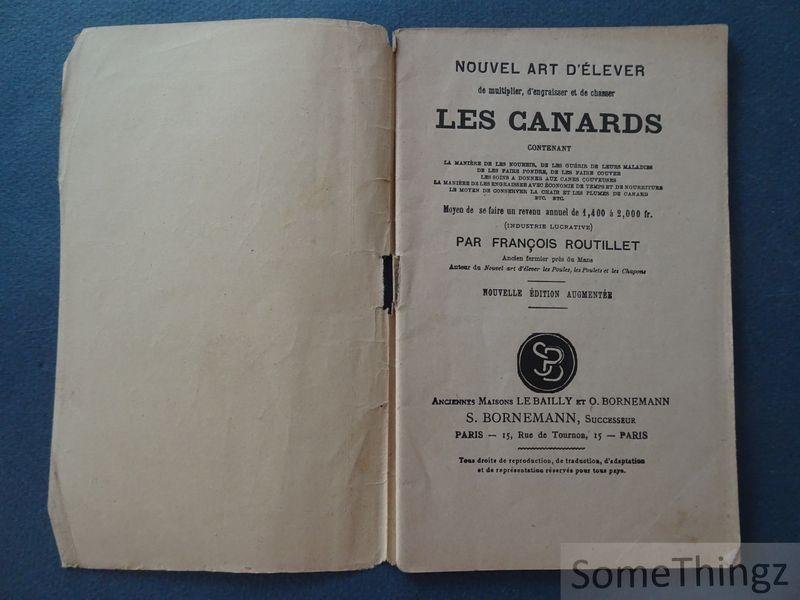 NOUVEL ART D'ÉLEVER
de multiplier, d'engraisser et de chasser
LES CANARDS
CONTENANT
LA MANIÈRE DE LES NOURRIR, DE LES GUÉRIR DE LEURS MALADIES
DE LES FAIRE PONDRE, DE LES FAIRE COUVER
LES SOINS A DONNER AUX CANES COUVEUSES
LA MANIÈRE DE LES ENGRAISSER AVEC ÉCONOMIE DE TEMPS ET DE NOURRITURE
LE MOYEN DE CONSERVER LA CHAIR ET LES PLUMES DE CANARD
ETC. ETC.
Moyen de se faire un revenu annuel de 1,400 à 2,000 fr.
(INDUSTRIE LUCRATIVE)
PAR FRANÇOIS ROUTILLET
Ancien fermier près du Mans
Auteur du Nouvel art d'élever les Poules, les Poulets et les Chapons
NOUVELLE ÉDITION AUGMENTÉE
SB
ANCIENNES MAISONS LE BAILLY ET O. BORNEMANN
S. BORNEMANN, SUCCESSEUR
PARIS — 15, Rue de Tournon, 15 — PARIS
Tous droits de reproduction, de traduction, d'adaptation
et de représentation réservés pour tous pays.
SomeThingz